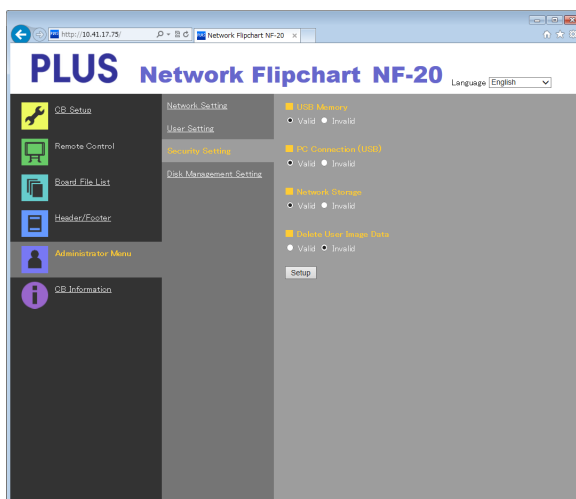 http://10.41.17.75/
Network Flipchart NF-20
PLUS Network Flipchart NF-20
Language English
CB Setup
Remote Control
Board File List
Header/Footer
Administrator Menu
CB Information
Network Setting
User Setting
Security Setting
Disk Management Setting
USB Memory
Valid Invalid
PC Connection (USB)
Valid Invalid
Network Storage
Valid Invalid
Delete User Image Data
Valid Invalid
Setup